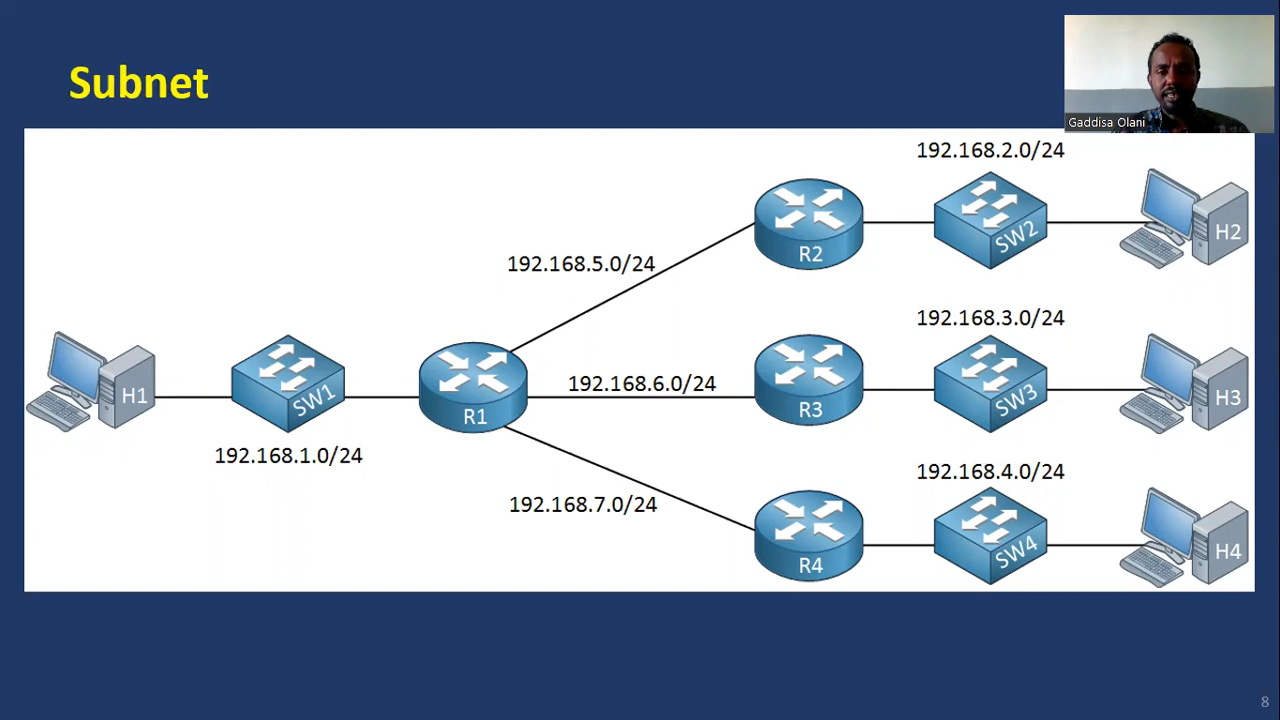 Subnet
Gaddisa Olani
192.168.2.0/24
R2
SW2
H2
192.168.5.0/24
192.168.3.0/24
H1
SW1
R1
192.168.6.0/24
R3
SW3
H3
192.168.1.0/24
192.168.4.0/24
192.168.7.0/24
R4
SW4
H4
8